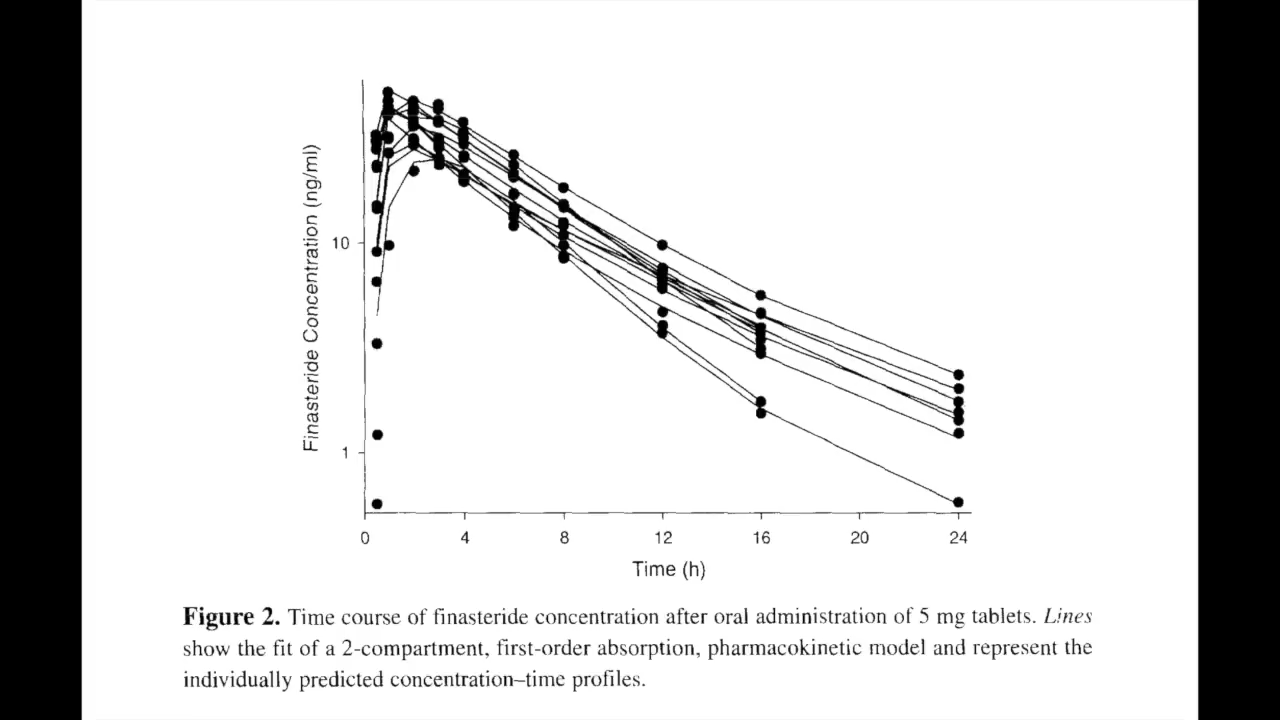 Finasteride Concentration (ng/ml)
10
1
0 4 8 12 16 20 24
Time (h)
Figure 2. Time course of finasteride concentration after oral administration of 5 mg tablets. Lines
show the fit of a 2-compartment, first-order absorption, pharmacokinetic model and represent the
individually predicted concentration–time profiles.